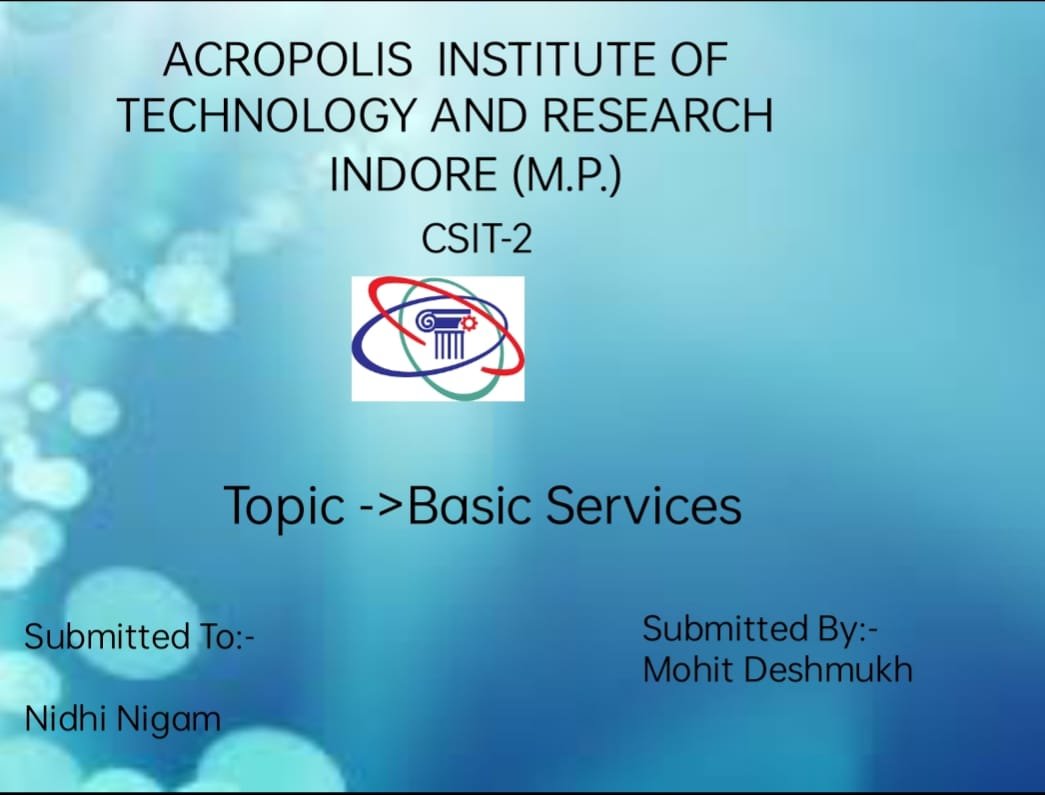 ACROPOLIS INSTITUTE OF
TECHNOLOGY AND RESEARCH
INDORE (M.P.)
CSIT-2
Topic ->Basic Services
Submitted To:-
Nidhi Nigam
Submitted By:-
Mohit Deshmukh